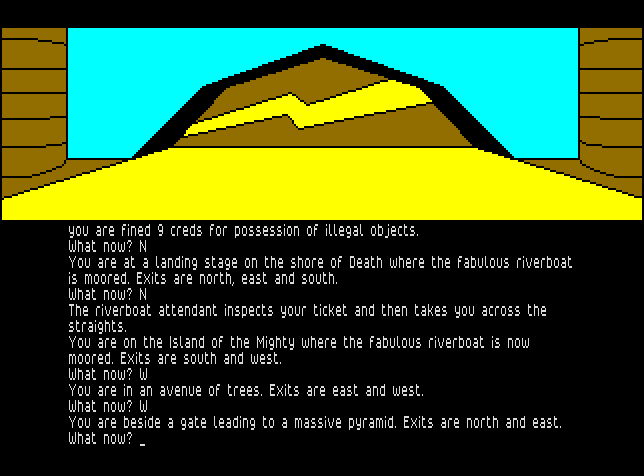 you are fined 9 creds for possession of illegal objects.
What now? N
You are at a landing stage on the shore of Death where the fabulous riverboat
is moored. Exits are north, east and south.
What now? N
The riverboat attendant inspects your ticket and then takes you across the
straights.
You are on the Island of the Mighty where the fabulous riverboat is now
moored. Exits are south and west.
What now? W
You are in an avenue of trees. Exits are east and west.
What now? W
You are beside a gate leading to a massive pyramid. Exits are north and east.
What now? _